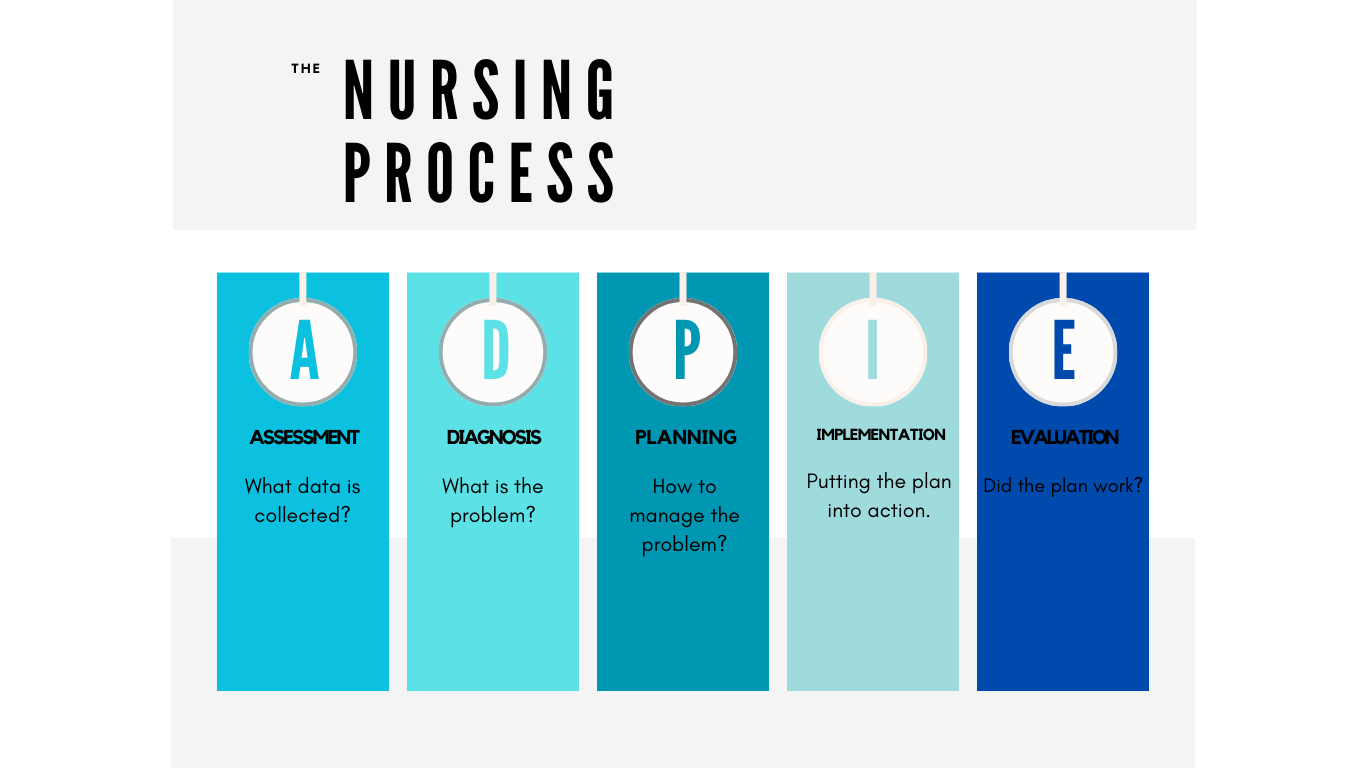 THE
NURSING
PROCESS
A
ASSESSMENT
What data is
collected?
D
DIAGNOSIS
What is the
problem?
P
PLANNING
How to
manage the
problem?
I
IMPLEMENTATION
Putting the plan
into action.
E
EVALUATION
Did the plan work?